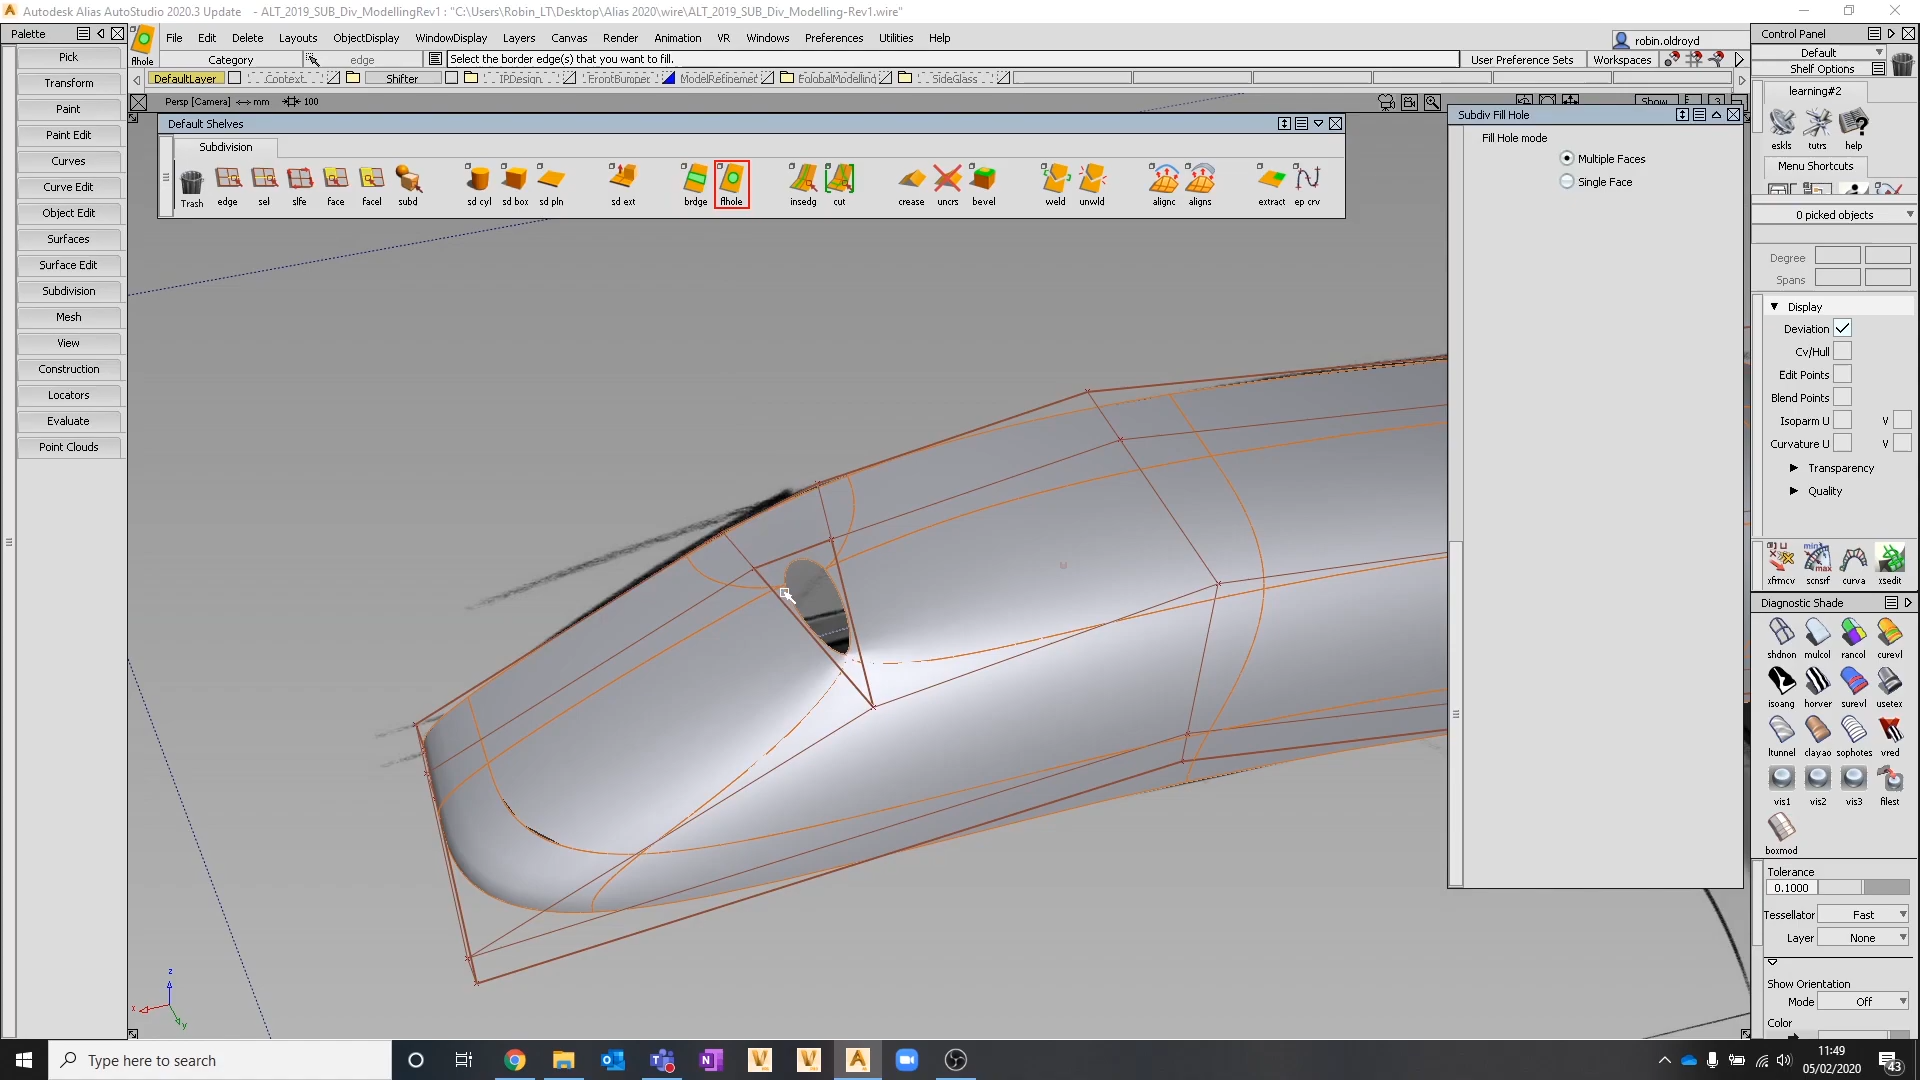 Autodesk Alias AutoStudio 2020.3 Update - ALT_2019_SUB_Div_ModellingRev1 : "C:\Users\Robin_LT\Desktop\Alias 2020\wire\ALT_2019_SUB_Div_Modelling-Rev1.wire"
Palette
Pick
Transform
Paint
Paint Edit
Curves
Curve Edit
Object Edit
Surfaces
Surface Edit
Subdivision
Mesh
View
Construction
Locators
Evaluate
Point Clouds
flhole
File Edit Delete Layouts ObjectDisplay WindowDisplay Layers Canvas Render Animation VR Windows Preferences Utilities Help
robin.oldroyd
Category edge Select the border edge(s) that you want to fill. User Preference Sets Workspaces
DefaultLayer Context Shifter IPDesign FrontBumper ModelRefinemer FglobalModelling SideGlass
Persp [Camera] <-> mm 100 Show 3
Default Shelves
Subdivision
Trash edge sel slfe face facel subd sd cyl sd box sd pln sd ext brdge flhole insedg cut crease uncrs bevel weld unwld alignc aligns extract ep crv
Subdiv Fill Hole
Fill Hole mode
Multiple Faces
Single Face
Control Panel
Default
Shelf Options
learning#2
eskls tutrs help
Menu Shortcuts
0 picked objects
Degree
Spans
Display
Deviation
Cv/Hull
Edit Points
Blend Points
Isoparm U V
Curvature U V
Transparency
Quality
xfrmcv scnsrf curva xsedit
Diagnostic Shade
shdnon mulcol rancol curevl
isoang horver surevl usetex
ltunnel clayao sophotes vred
vis1 vis2 vis3 filest
boxmod
Tolerance
0.1000
Tessellator Fast
Layer None
Show Orientation
Mode Off
Color
z
x
y
Type here to search
11:49
05/02/2020
43